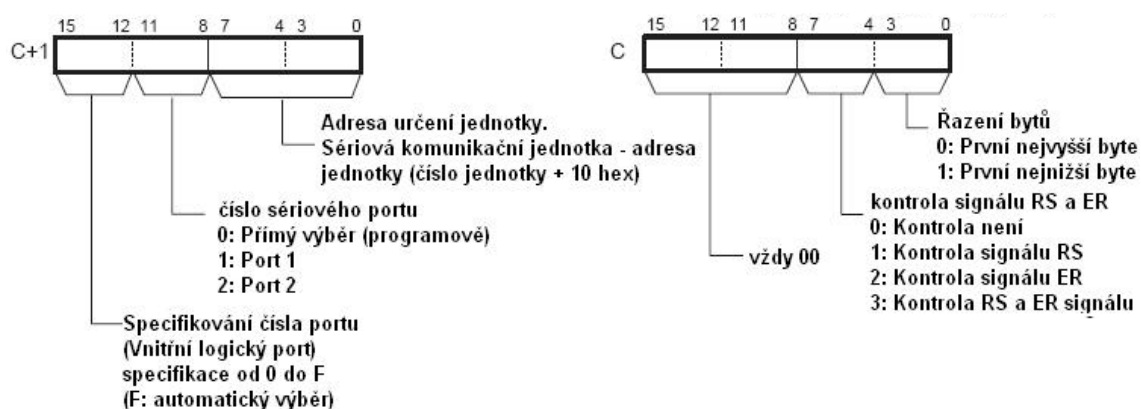 15 12 11 8 7 4 3 0
C+1
Adresa určení jednotky.
Sériová komunikační jednotka - adresa
jednotky (číslo jednotky + 10 hex)
číslo sériového portu
0: Přímý výběr (programově)
1: Port 1
2: Port 2
Specifikování čísla portu
(Vnitřní logický port)
specifikace od 0 do F
(F: automatický výběr)
15 12 11 8 7 4 3 0
C
Řazení bytů
0: První nejvyšší byte
1: První nejnižší byte
kontrola signálu RS a ER
0: Kontrola není
1: Kontrola signálu RS
2: Kontrola signálu ER
3: Kontrola RS a ER signálu
vždy 00